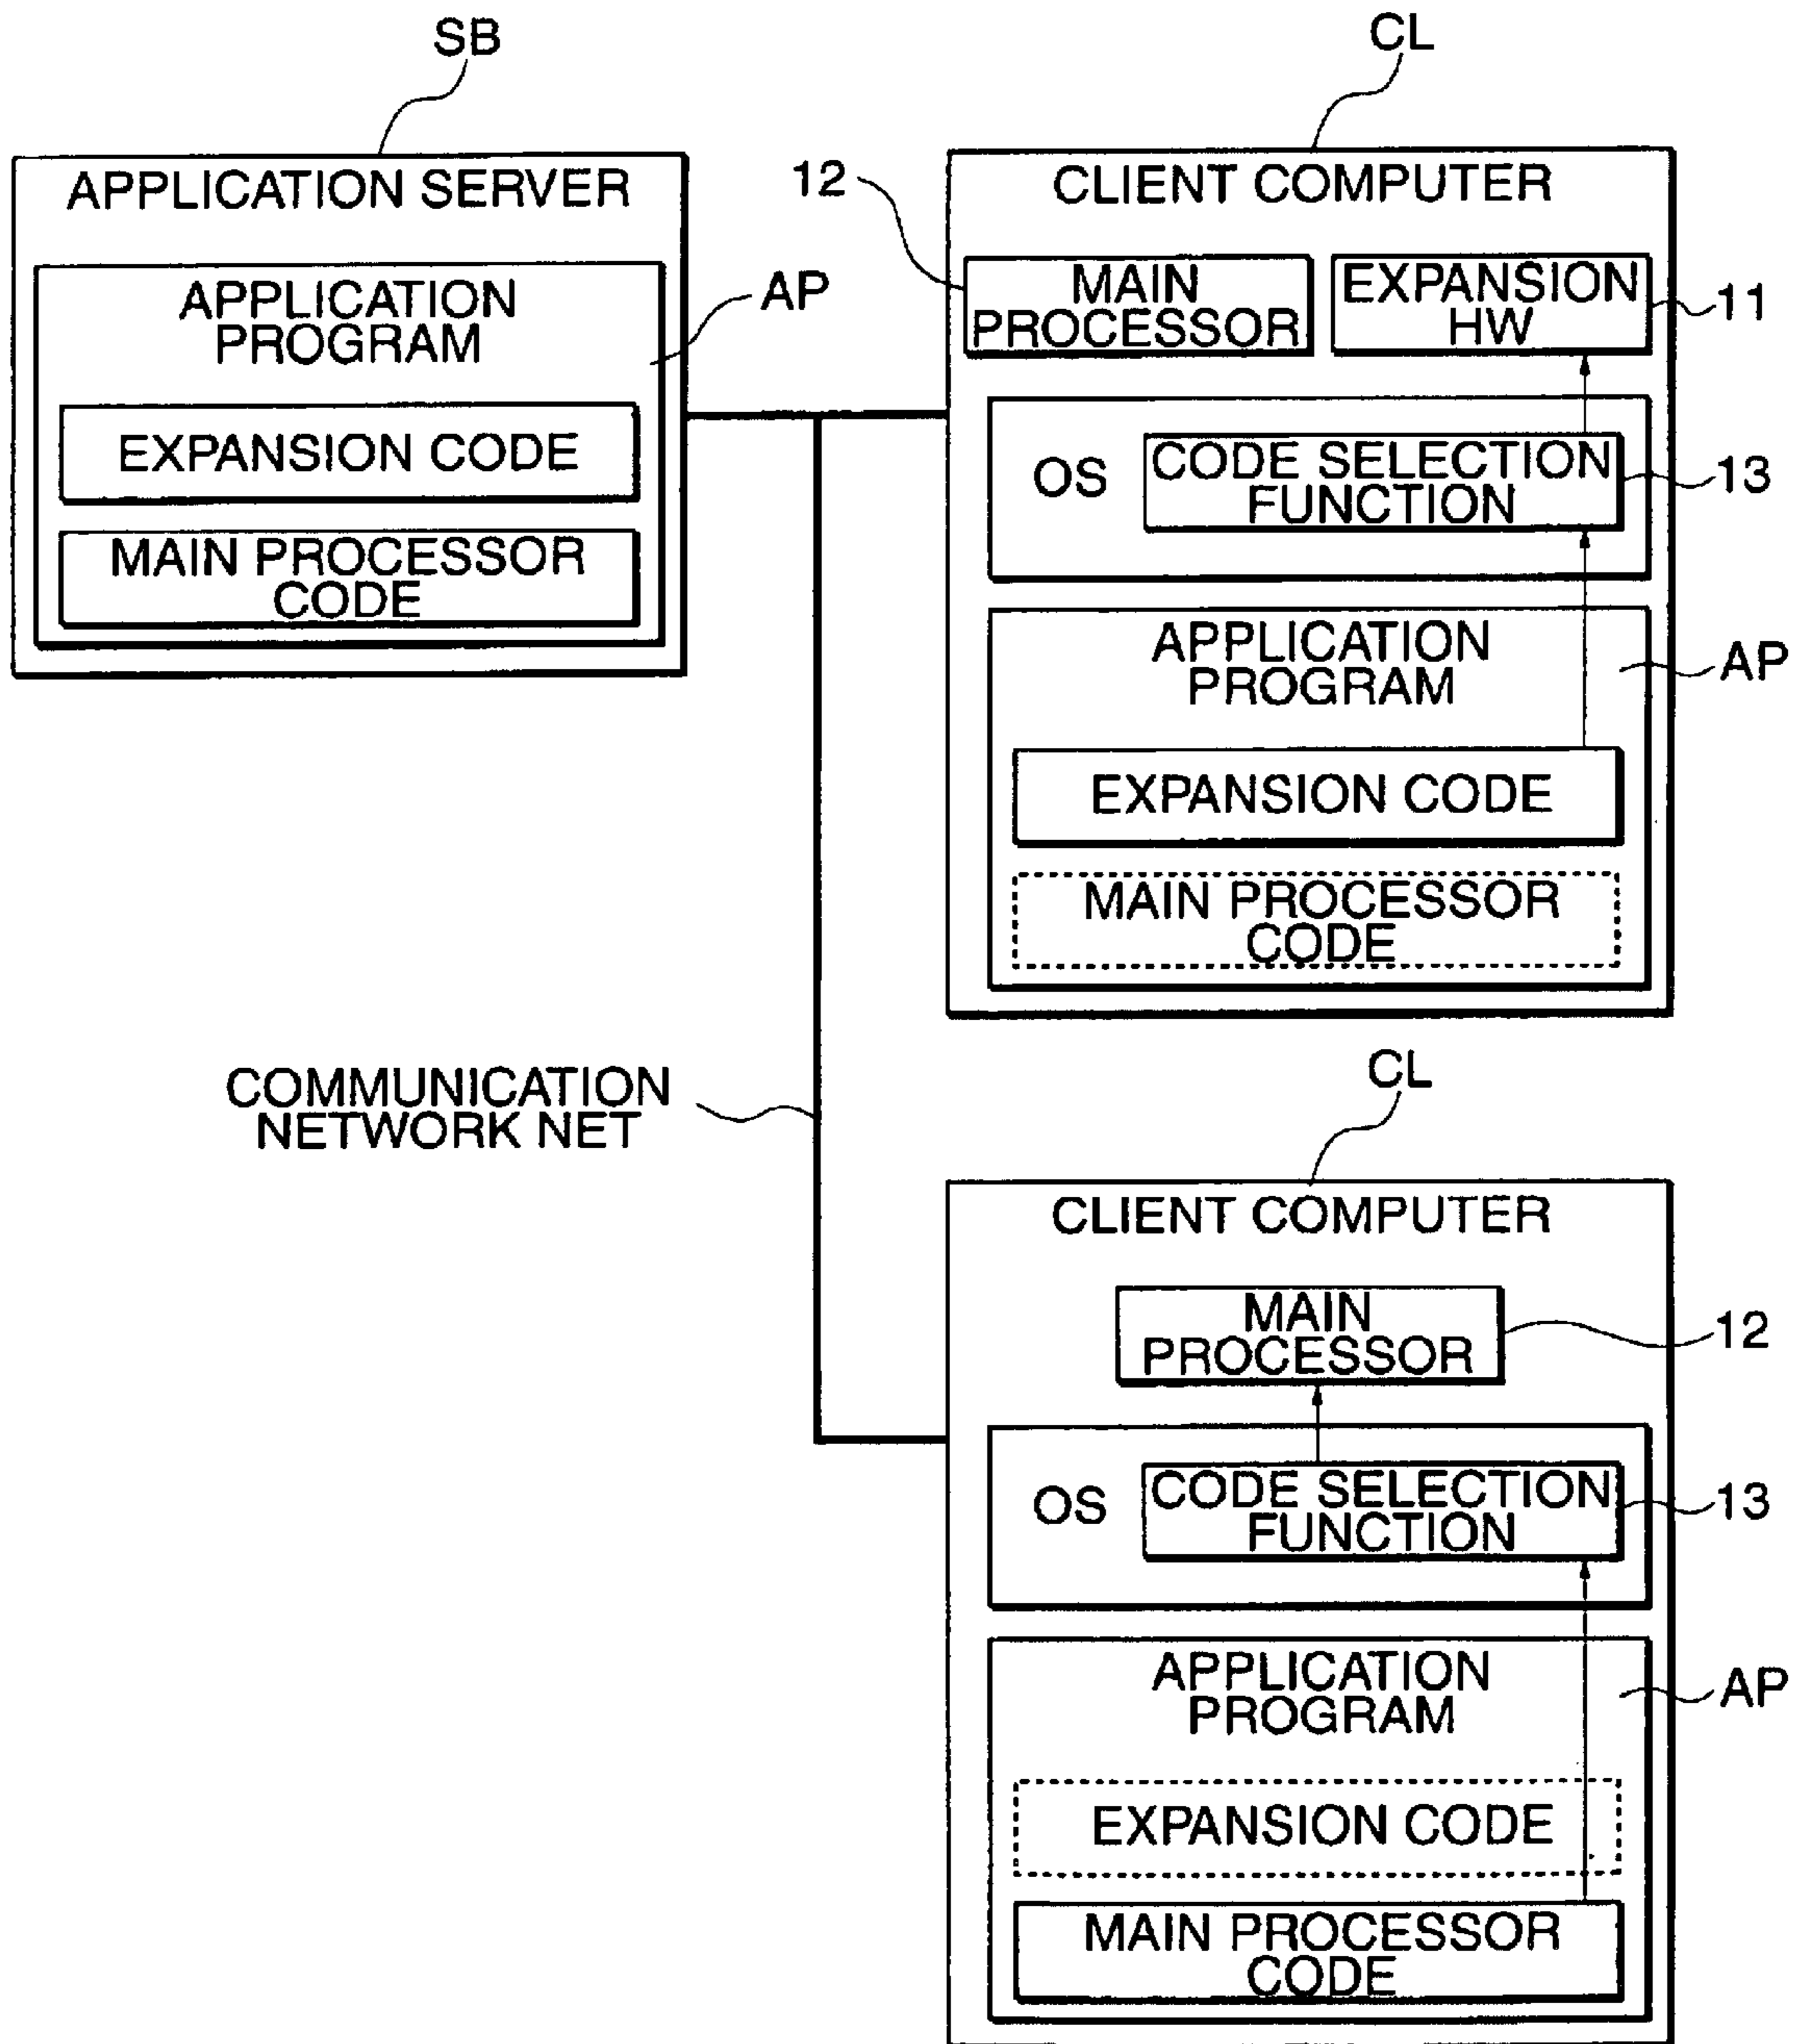 SB
APPLICATION SERVER
APPLICATION
PROGRAM
AP
EXPANSION CODE
MAIN PROCESSOR
CODE
CL
12
CLIENT COMPUTER
MAIN
PROCESSOR
EXPANSION
HW
11
OS
CODE SELECTION
FUNCTION
13
APPLICATION
PROGRAM
AP
EXPANSION CODE
MAIN PROCESSOR
CODE
COMMUNICATION
NETWORK NET
CL
CLIENT COMPUTER
MAIN
PROCESSOR
12
OS
CODE SELECTION
FUNCTION
13
APPLICATION
PROGRAM
AP
EXPANSION CODE
MAIN PROCESSOR
CODE